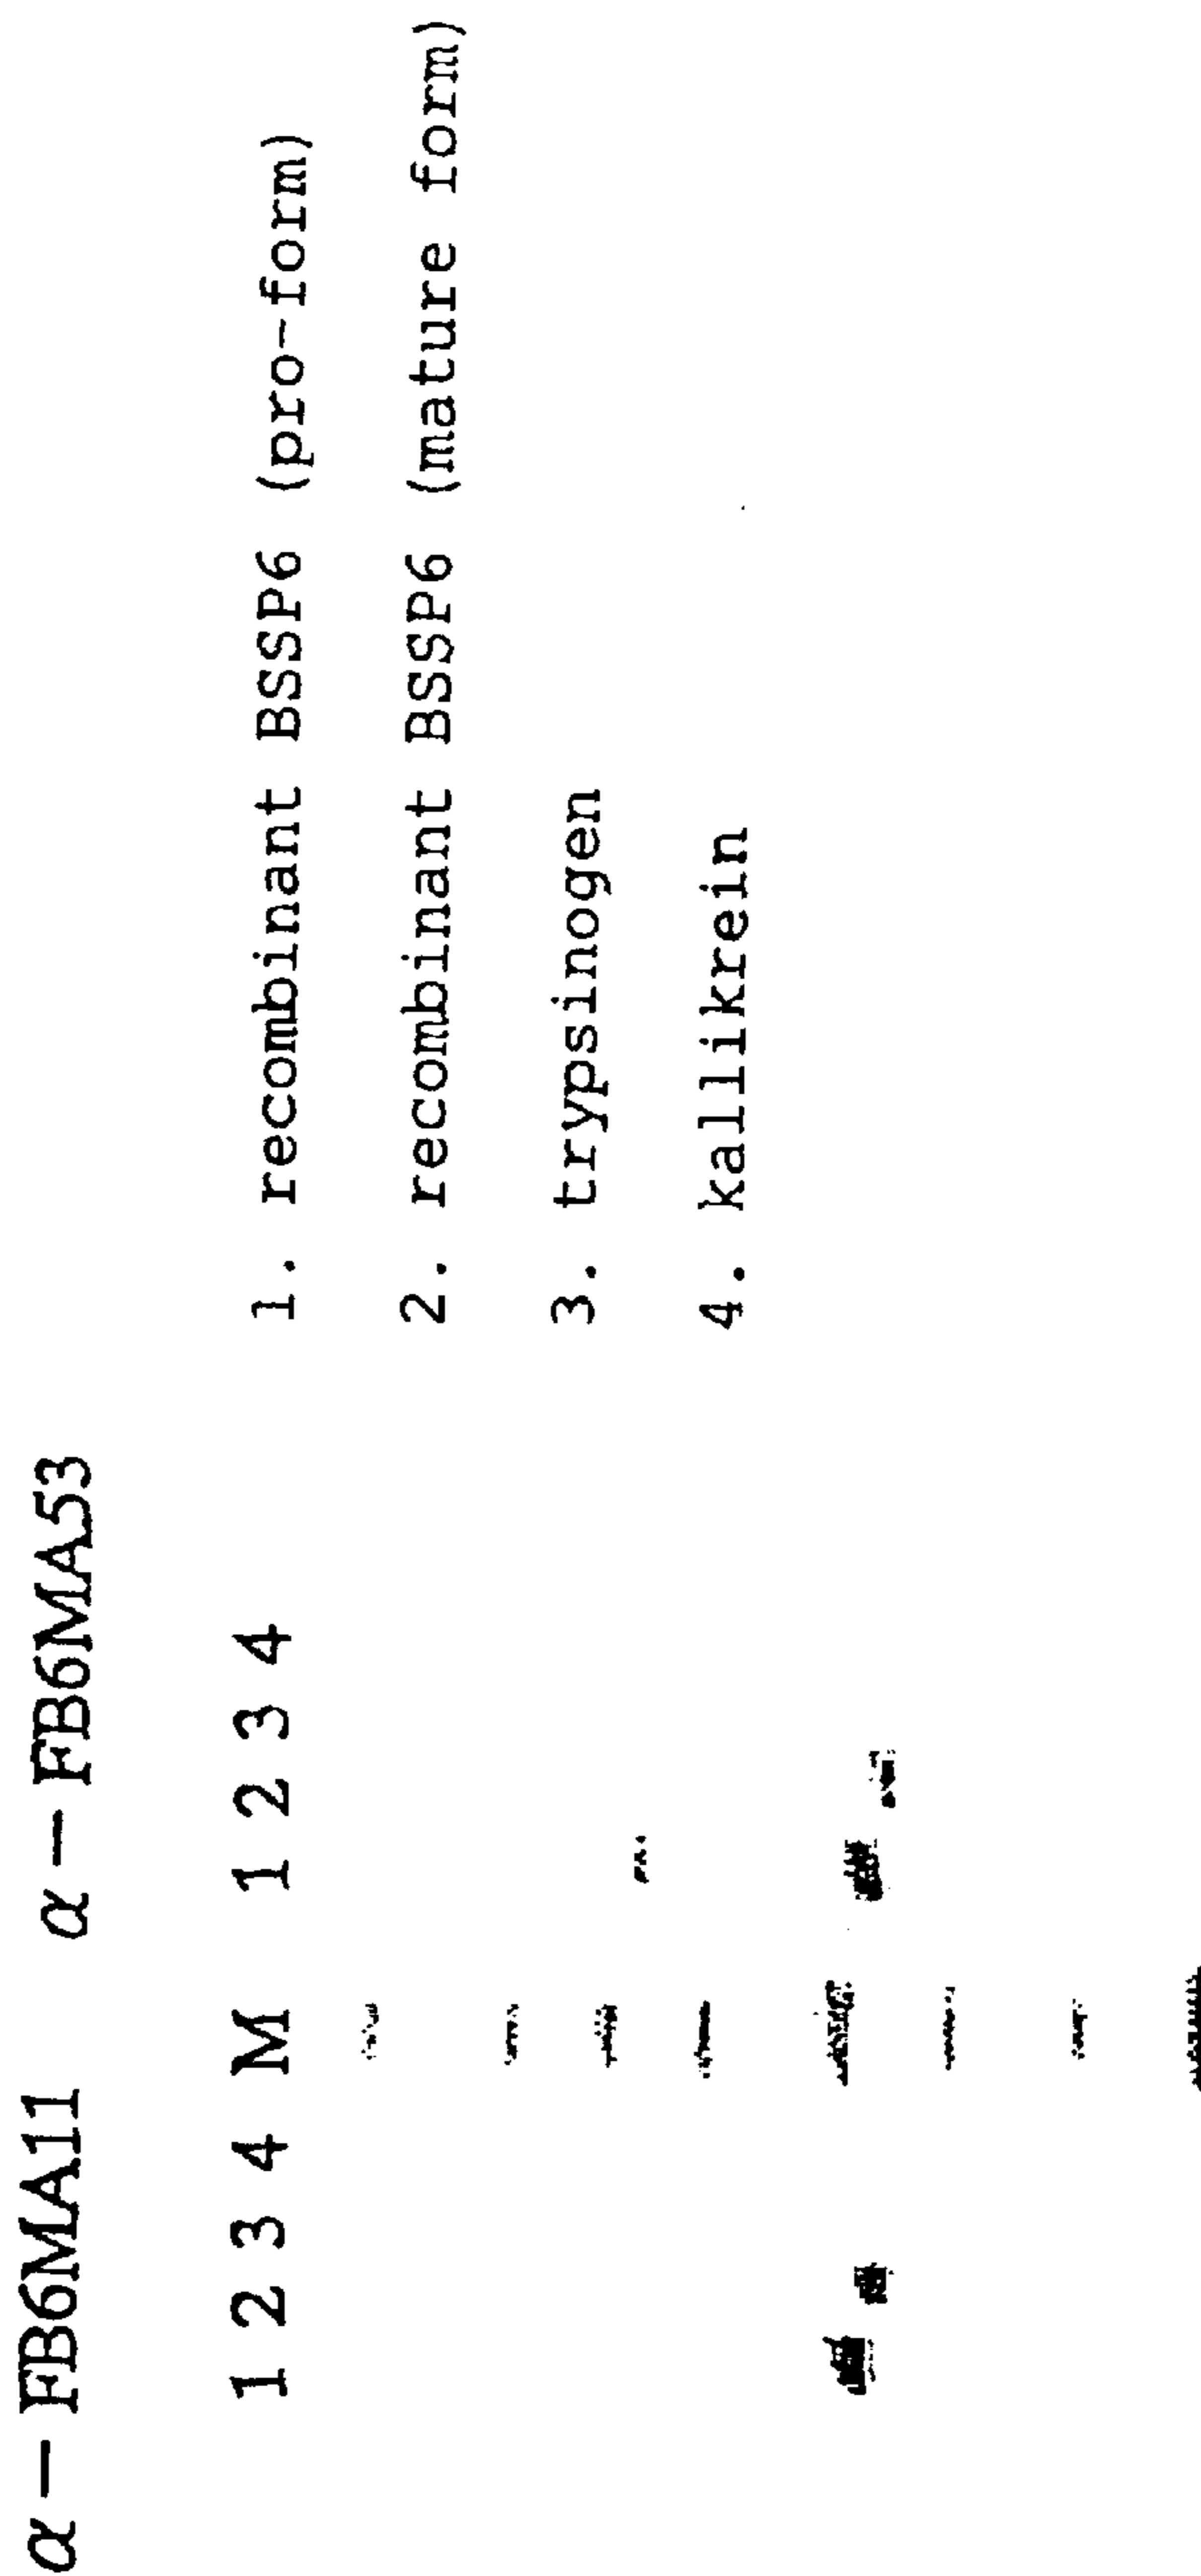 α－FB6MA11 α－FB6MA53
1 2 3 4 M 1 2 3 4
1. recombinant BSSP6 (pro-form)
2. recombinant BSSP6 (mature form)
3. trypsinogen
4. kallikrein